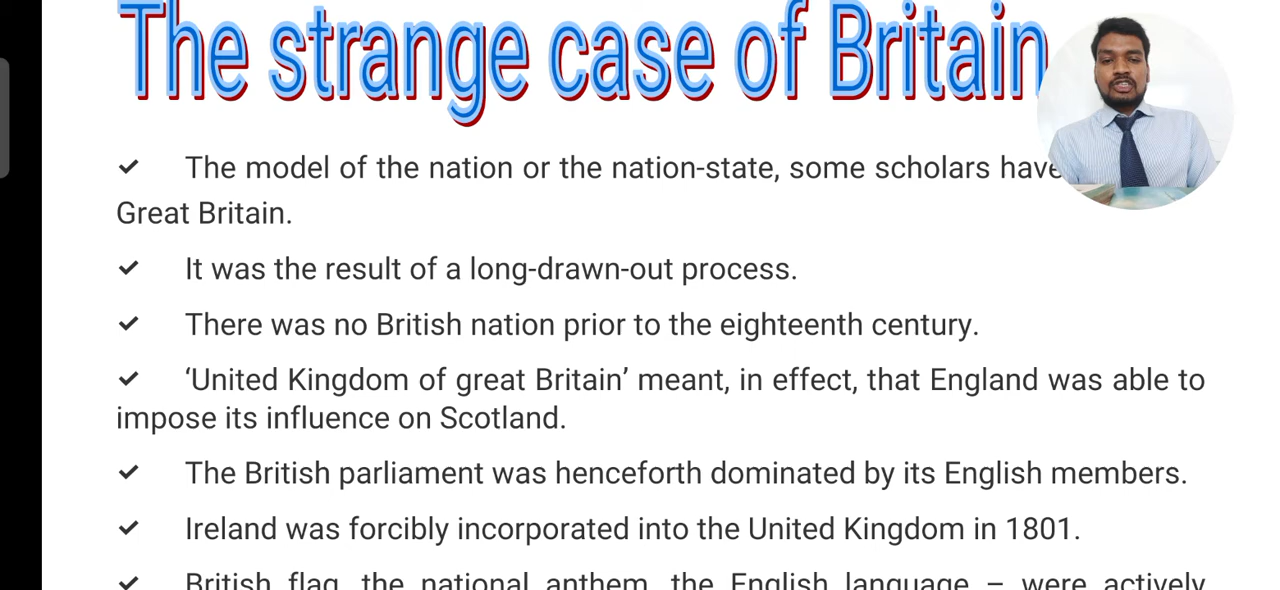 The strange case of Britain
✓ The model of the nation or the nation-state, some scholars have
Great Britain.
✓ It was the result of a long-drawn-out process.
✓ There was no British nation prior to the eighteenth century.
✓ ‘United Kingdom of great Britain’ meant, in effect, that England was able to
impose its influence on Scotland.
✓ The British parliament was henceforth dominated by its English members.
✓ Ireland was forcibly incorporated into the United Kingdom in 1801.
✓ British flag, the national anthem, the English language – were actively